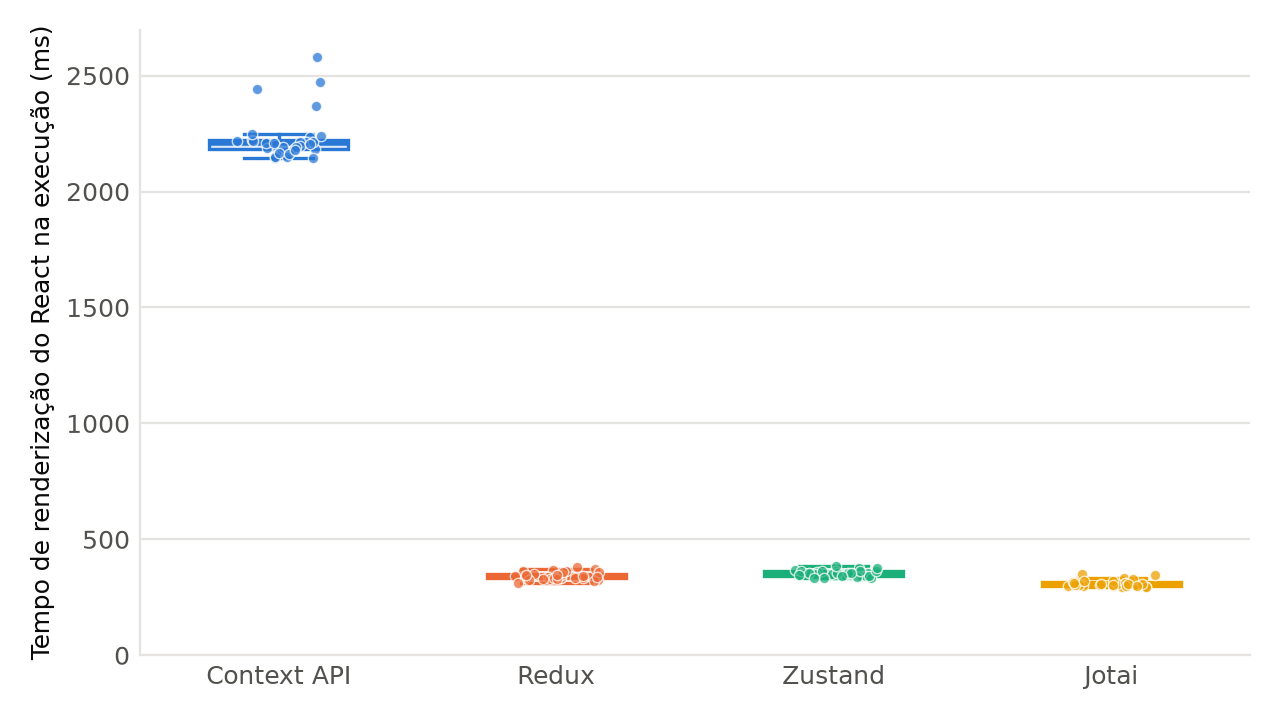 Tempo de renderização do React na execução (ms)
2500
2000
1500
1000
500
0
Context API
Redux
Zustand
Jotai